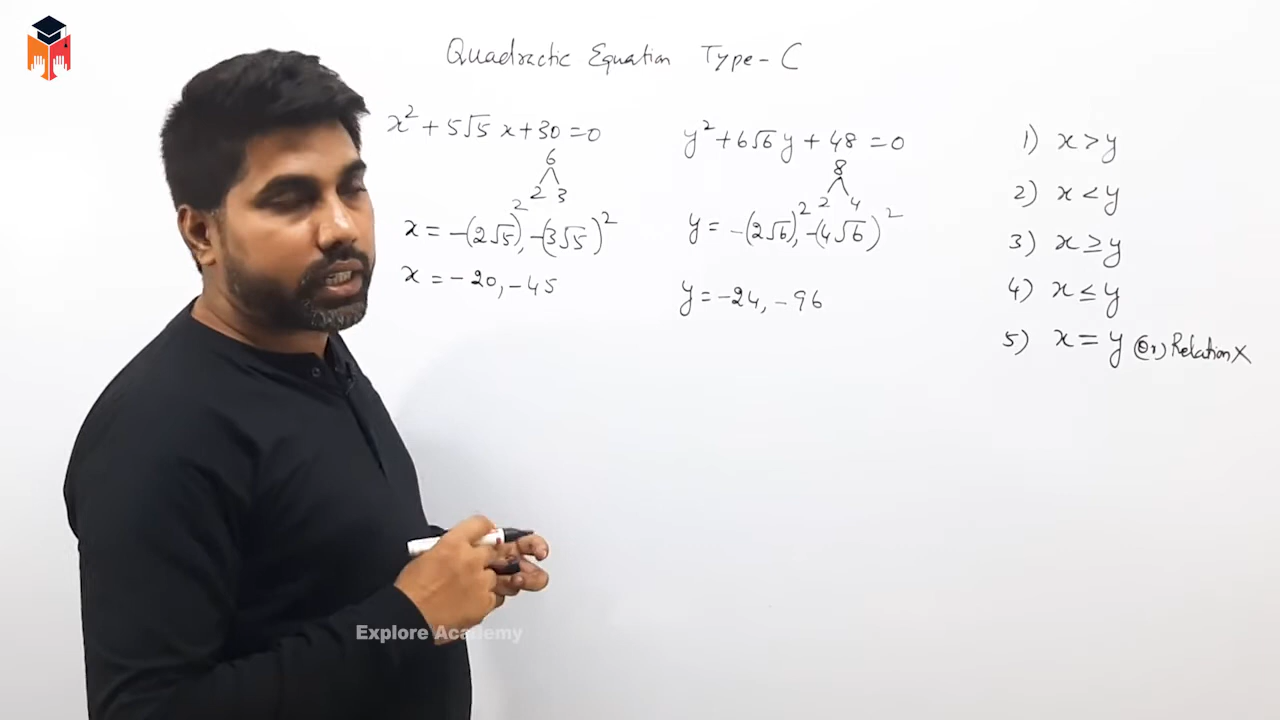 Quadractic Equation Type-C
x² + 5√5 x + 30 = 0
6
2 3
x = -(2√5)², -(3√5)²
x = -20, -45
y² + 6√6 y + 48 = 0
8
2 4
y = -(2√6)², -(4√6)²
y = -24, -96
1) x > y
2) x < y
3) x ≥ y
4) x ≤ y
5) x = y (or) Relation X
Explore Academy